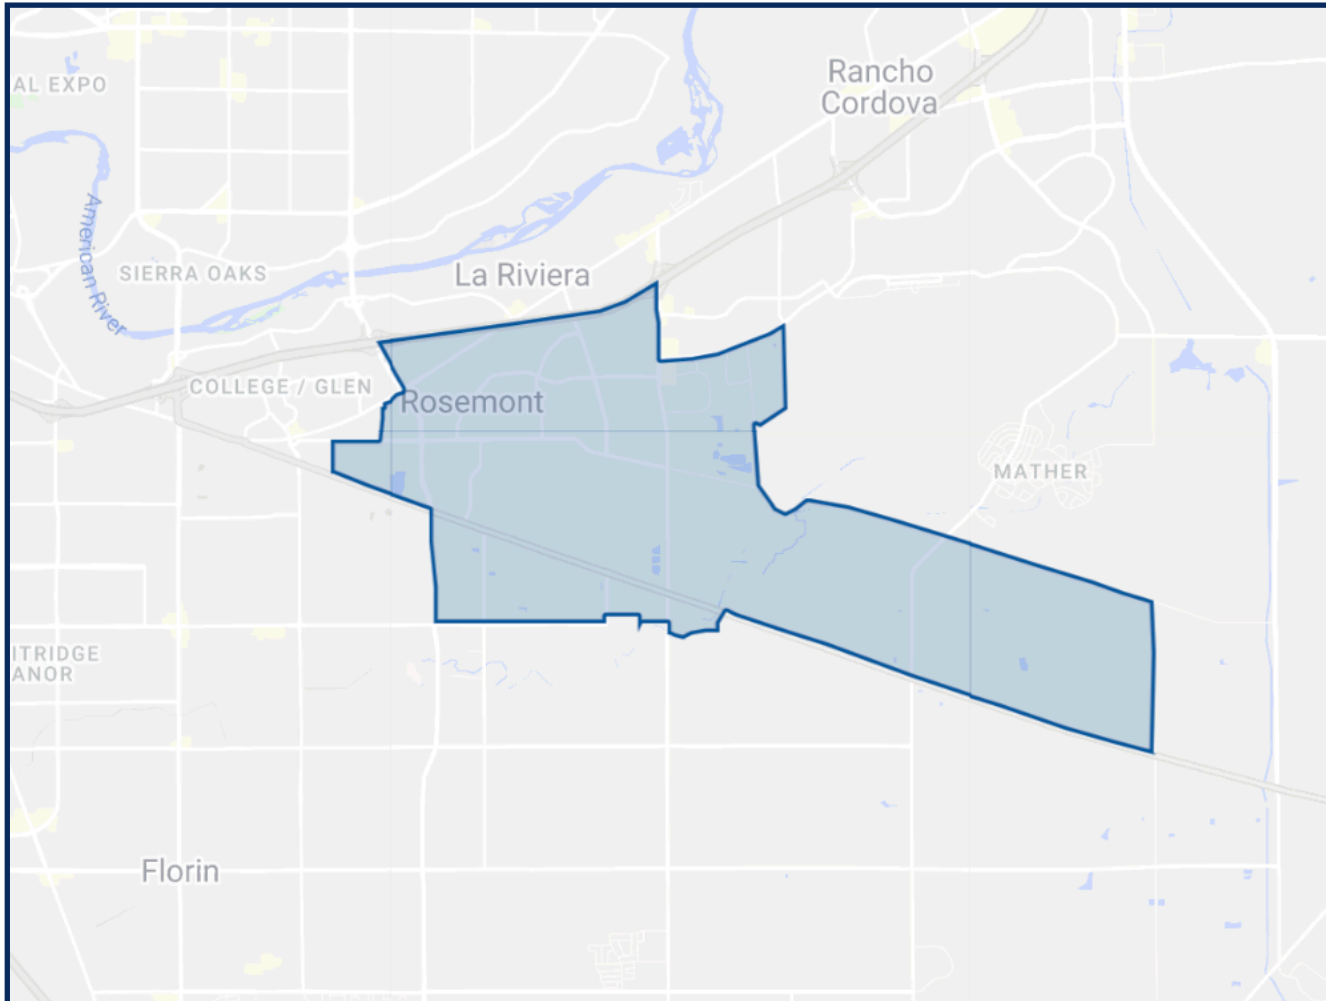 Rancho
Cordova
AL EXPO
American River
SIERRA OAKS
La Riviera
COLLEGE / GLEN
Rosemont
MATHER
ITRIDGE
ANOR
Florin